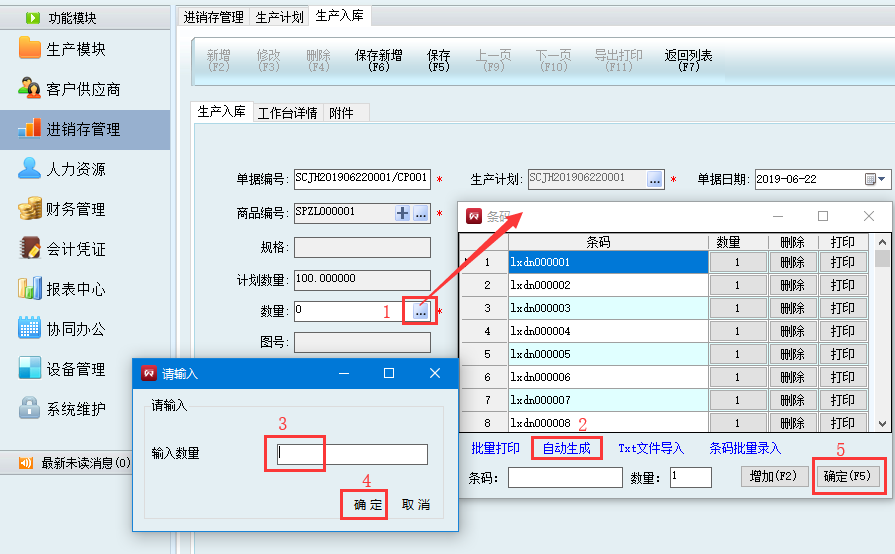 功能模块
生产模块
客户供应商
进销存管理
人力资源
财务管理
会计凭证
报表中心
协同办公
设备管理
系统维护
最新未读消息(0)
进销存管理 生产计划 生产入库
新增 修改 删除 保存新增 保存 上一页 下一页 导出打印 返回列表
(F2) (F3) (F4) (F6) (F5) (F9) (F10) (F11) (F7)
生产入库 工作台详情 附件
单据编号: SCJH201906220001/CP001 * 生产计划: SCJH201906220001 ... * 单据日期: 2019-06-22
商品编号: SPZL000001 + ... *
规格:
计划数量: 100.000000
数量: 0 1 ... *
图号:
条码
条码 数量 删除 打印
1 lxdn000001 1 删除 打印
2 lxdn000002 1 删除 打印
3 lxdn000003 1 删除 打印
4 lxdn000004 1 删除 打印
5 lxdn000005 1 删除 打印
6 lxdn000006 1 删除 打印
7 lxdn000007 1 删除 打印
8 lxdn000008 1 删除 打印
2 5
批量打印 自动生成 Txt文件导入 条码批量录入
条码: 数量: 1 增加(F2) 确定(F5)
请输入
请输入
3
输入数量
4
确定 取消